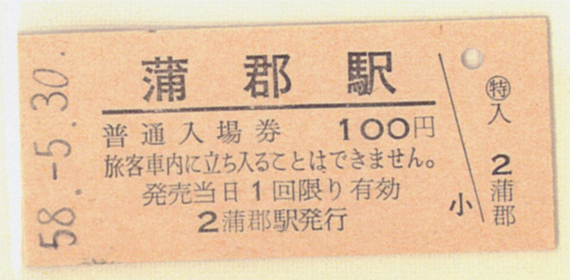 58.-5.30.
蒲郡駅
普通入場券 100円
旅客車内に立ち入ることはできません。
発売当日1回限り有効
2蒲郡駅発行
小
㊕
入
2
蒲郡